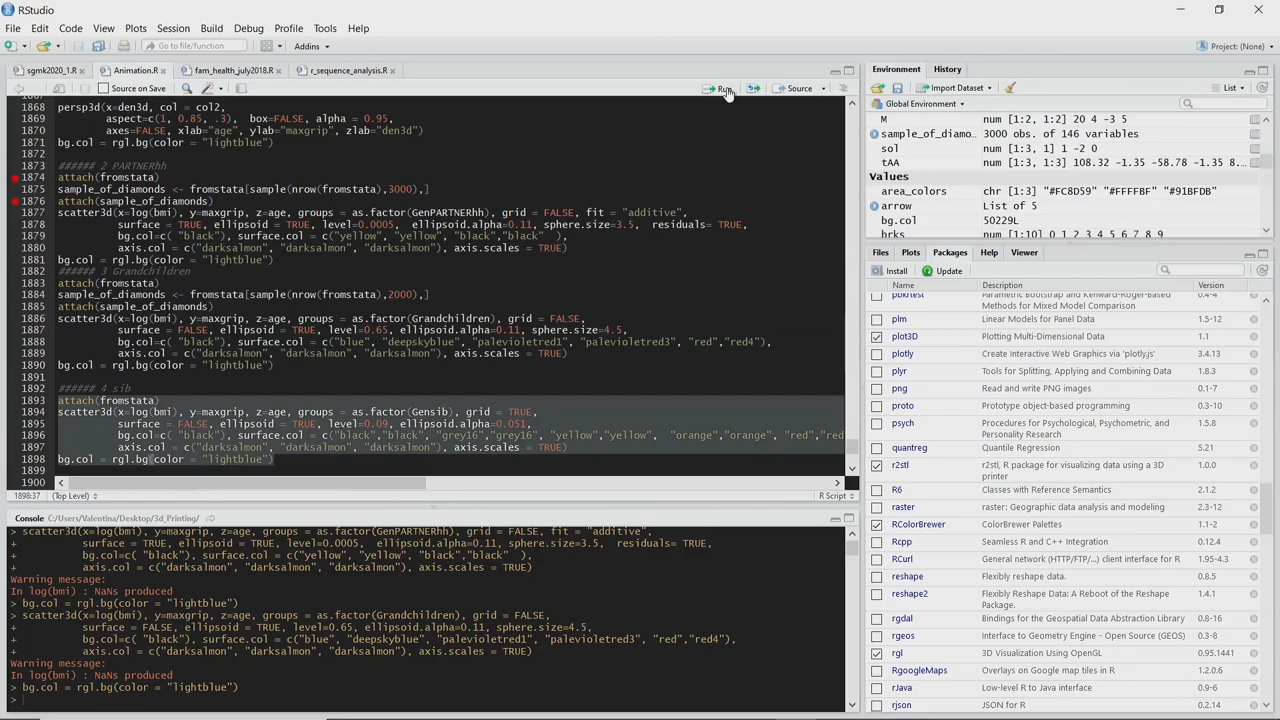 RStudio
File Edit Code View Plots Session Build Debug Profile Tools Help
Go to file/function Addins Project: (None)
sgmk2020_1.R Animation.R fam_health_july2018.R r_sequence_analysis.R
Source on Save Run Source
1868 persp3d(x=den3d, col = col2,
1869 aspect=c(1, 0.85, .3), box=FALSE, alpha = 0.95,
1870 axes=FALSE, xlab="age", ylab="maxgrip", zlab="den3d")
1871 bg.col = rgl.bg(color = "lightblue")
1872
1873 ###### 2 PARTNERhh
1874 attach(fromstata)
1875 sample_of_diamonds <- fromstata[sample(nrow(fromstata),3000),]
1876 attach(sample_of_diamonds)
1877 scatter3d(x=log(bmi), y=maxgrip, z=age, groups = as.factor(GenPARTNERhh), grid = FALSE, fit = "additive",
1878 surface = TRUE, ellipsoid = TRUE, level=0.0005, ellipsoid.alpha=0.11, sphere.size=3.5, residuals= TRUE,
1879 bg.col=c( "black"), surface.col = c("yellow", "yellow", "black","black" ),
1880 axis.col = c("darksalmon", "darksalmon", "darksalmon"), axis.scales = TRUE)
1881 bg.col = rgl.bg(color = "lightblue")
1882 ###### 3 Grandchildren
1883 attach(fromstata)
1884 sample_of_diamonds <- fromstata[sample(nrow(fromstata),2000),]
1885 attach(sample_of_diamonds)
1886 scatter3d(x=log(bmi), y=maxgrip, z=age, groups = as.factor(Grandchildren), grid = FALSE,
1887 surface = FALSE, ellipsoid = TRUE, level=0.65, ellipsoid.alpha=0.11, sphere.size=4.5,
1888 bg.col=c( "black"), surface.col = c("blue", "deepskyblue", "palevioletred1", "palevioletred3", "red","red4"),
1889 axis.col = c("darksalmon", "darksalmon", "darksalmon"), axis.scales = TRUE)
1890 bg.col = rgl.bg(color = "lightblue")
1891
1892 ###### 4 sib
1893 attach(fromstata)
1894 scatter3d(x=log(bmi), y=maxgrip, z=age, groups = as.factor(Gensib), grid = TRUE,
1895 surface = FALSE, ellipsoid = TRUE, level=0.09, ellipsoid.alpha=0.051,
1896 bg.col=c( "black"), surface.col = c("black","black", "grey16","grey16", "yellow","yellow", "orange","orange", "red","red
1897 axis.col = c("darksalmon", "darksalmon", "darksalmon"), axis.scales = TRUE)
1898 bg.col = rgl.bg(color = "lightblue")
1899
1900
1898:37 (Top Level) R Script
Console C:/Users/Valentina/Desktop/3d_Printing/
> scatter3d(x=log(bmi), y=maxgrip, z=age, groups = as.factor(GenPARTNERhh), grid = FALSE, fit = "additive",
+ surface = TRUE, ellipsoid = TRUE, level=0.0005, ellipsoid.alpha=0.11, sphere.size=3.5, residuals= TRUE,
+ bg.col=c( "black"), surface.col = c("yellow", "yellow", "black","black" ),
+ axis.col = c("darksalmon", "darksalmon", "darksalmon"), axis.scales = TRUE)
Warning message:
In log(bmi) : NaNs produced
> bg.col = rgl.bg(color = "lightblue")
> scatter3d(x=log(bmi), y=maxgrip, z=age, groups = as.factor(Grandchildren), grid = FALSE,
+ surface = FALSE, ellipsoid = TRUE, level=0.65, ellipsoid.alpha=0.11, sphere.size=4.5,
+ bg.col=c( "black"), surface.col = c("blue", "deepskyblue", "palevioletred1", "palevioletred3", "red","red4"),
+ axis.col = c("darksalmon", "darksalmon", "darksalmon"), axis.scales = TRUE)
Warning message:
In log(bmi) : NaNs produced
> bg.col = rgl.bg(color = "lightblue")
>
Environment History
Import Dataset List
Global Environment
M num [1:2, 1:2] 20 4 -3 5
sample_of_diamo… 3000 obs. of 146 variables
sol num [1:3, 1] 1 -2 0
tAA num [1:3, 1:3] 108.32 -1.35 -58.78 -1.35 8...
Values
area_colors chr [1:3] "#FC8D59" "#FFFFBF" "#91BFDB"
arrow List of 5
bg.col 50229L
brks num [1:10] 0 1 2 3 4 5 6 7 8 9
Files Plots Packages Help Viewer
Install Update
Name Description Version
pbkrtest Parametric Bootstrap and Kenward-Roger-Based 0.4-4
Methods for Mixed Model Comparison
plm Linear Models for Panel Data 1.5-12
plot3D Plotting Multi-Dimensional Data 1.1
plotly Create Interactive Web Graphics via 'plotly.js' 3.4.13
plyr Tools for Splitting, Applying and Combining Data 1.8.3
png Read and write PNG images 0.1-7
proto Prototype object-based programming 0.3-10
psych Procedures for Psychological, Psychometric, and 1.5.8
Personality Research
quantreg Quantile Regression 5.21
r2stl r2stl, R package for visualizing data using a 3D 1.0.0
printer
R6 Classes with Reference Semantics 2.1.2
raster raster: Geographic data analysis and modeling 2.3-12
RColorBrewer ColorBrewer Palettes 1.1-2
Rcpp Seamless R and C++ Integration 0.12.4
RCurl General network (HTTP/FTP/...) client interface for R 1.95-4.3
reshape Flexibly reshape data. 0.8.5
reshape2 Flexibly Reshape Data: A Reboot of the Reshape 1.4.1
Package.
rgdal Bindings for the Geospatial Data Abstraction Library 0.8-16
rgeos Interface to Geometry Engine - Open Source (GEOS) 0.3-8
rgl 3D Visualization Using OpenGL 0.95.1441
RgoogleMaps Overlays on Google map tiles in R 1.2.0.6
rJava Low-level R to Java interface 0.9-6
rjson JSON for R 0.2.14